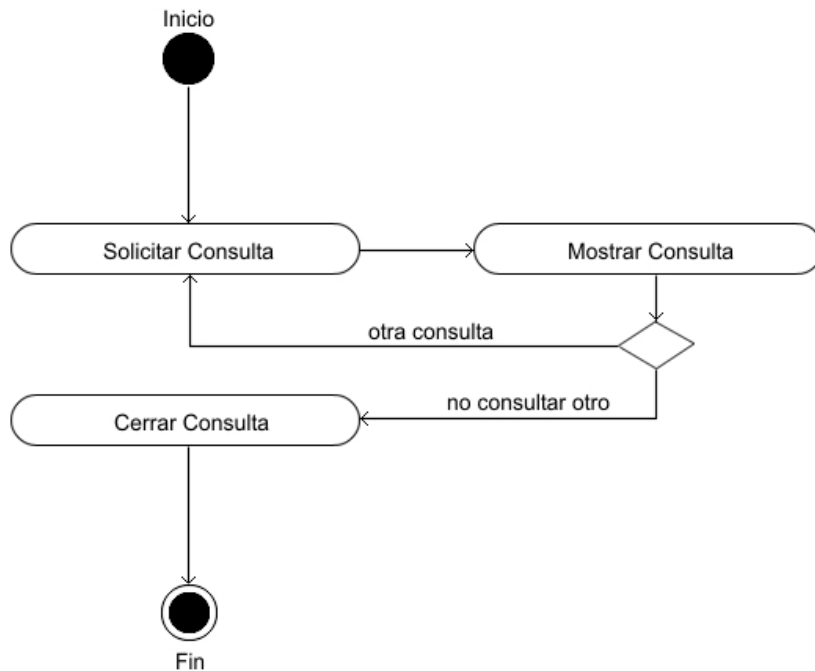 Inicio
Solicitar Consulta
Mostrar Consulta
otra consulta
no consultar otro
Cerrar Consulta
Fin